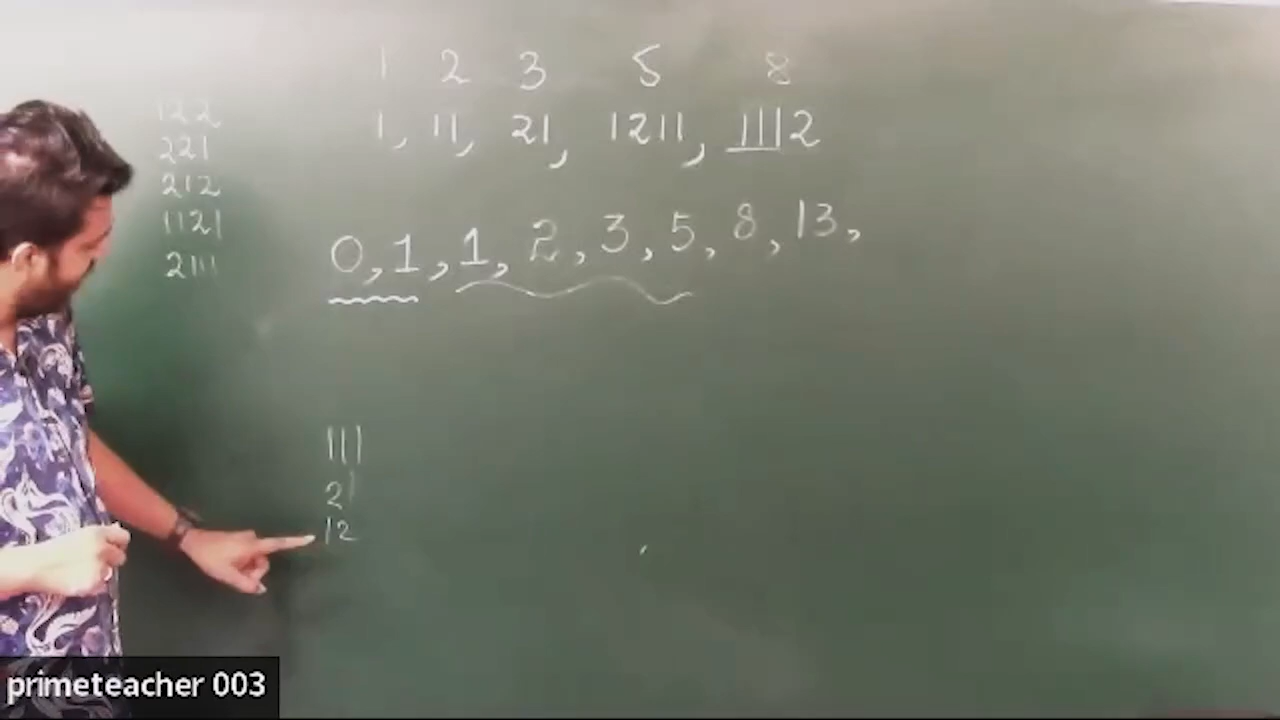 1 2 3 5 8
1, 11, 21, 1211, 1112
122
221
212
1121
2111
0, 1, 1, 2, 3, 5, 8, 13,
111
21
12
primeteacher 003